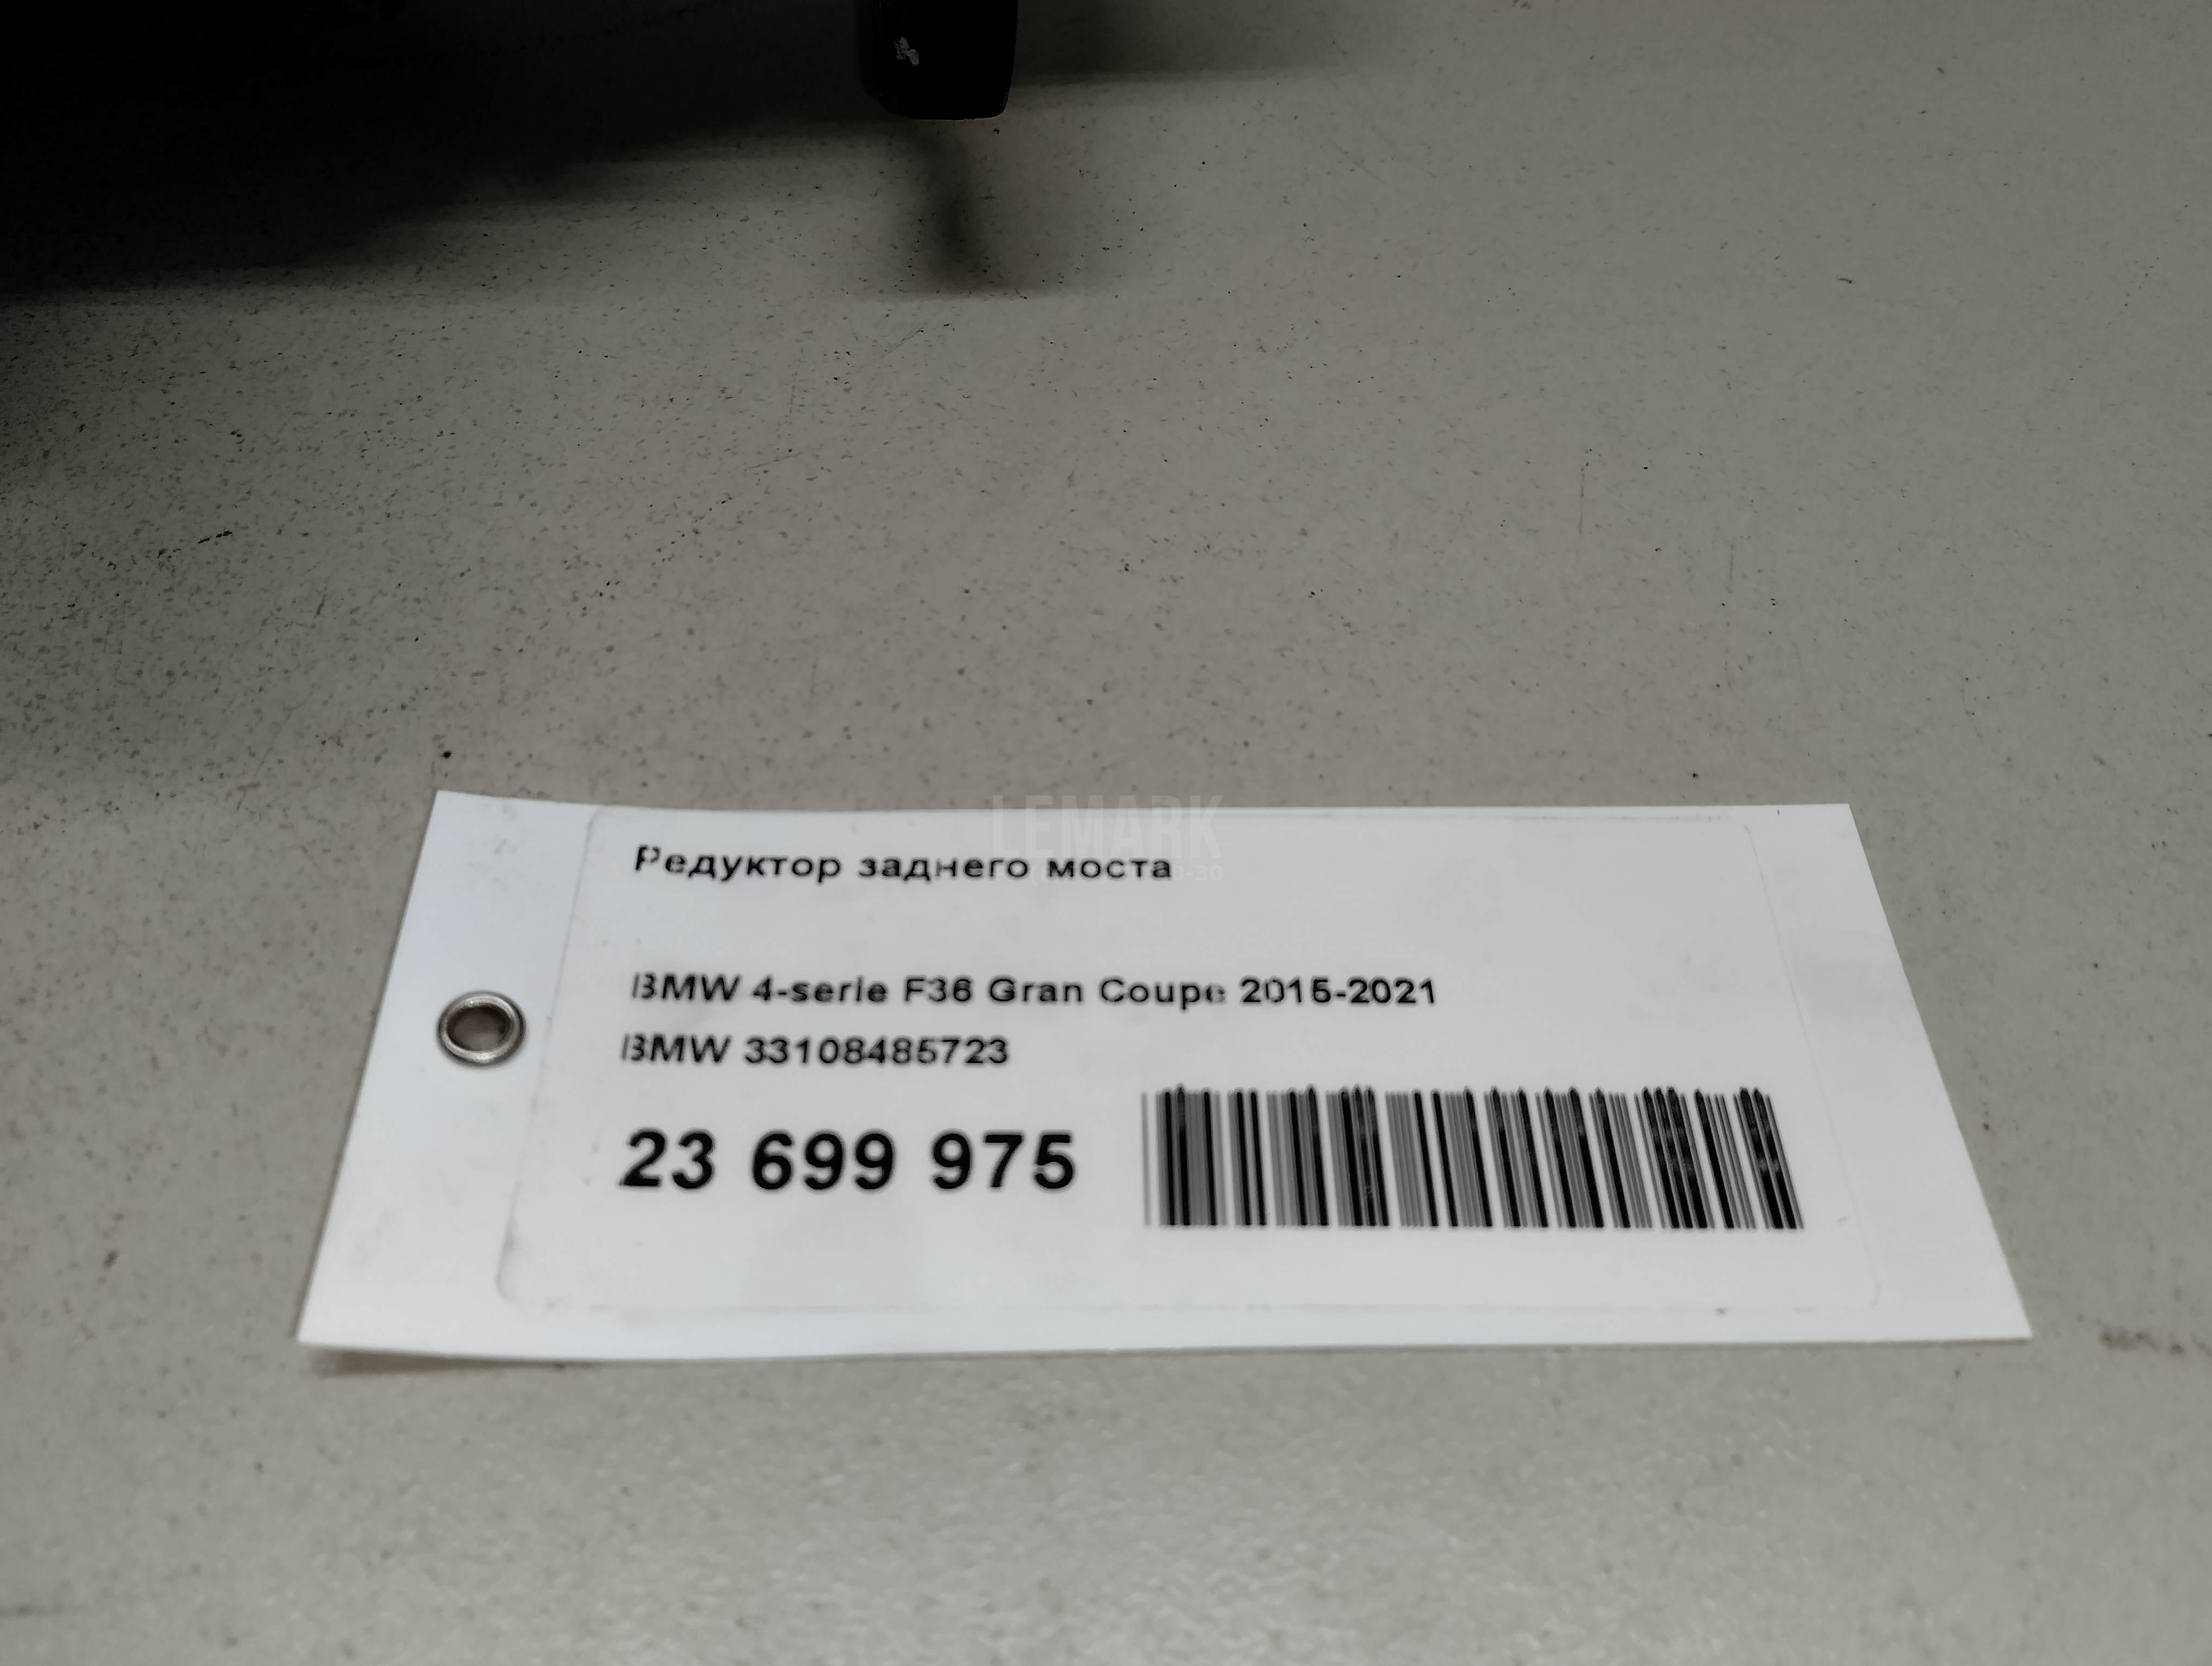 LEMARK
Редуктор заднего моста
BMW 4-serie F36 Gran Coupe 2015-2021
BMW 33108485723
23 699 975